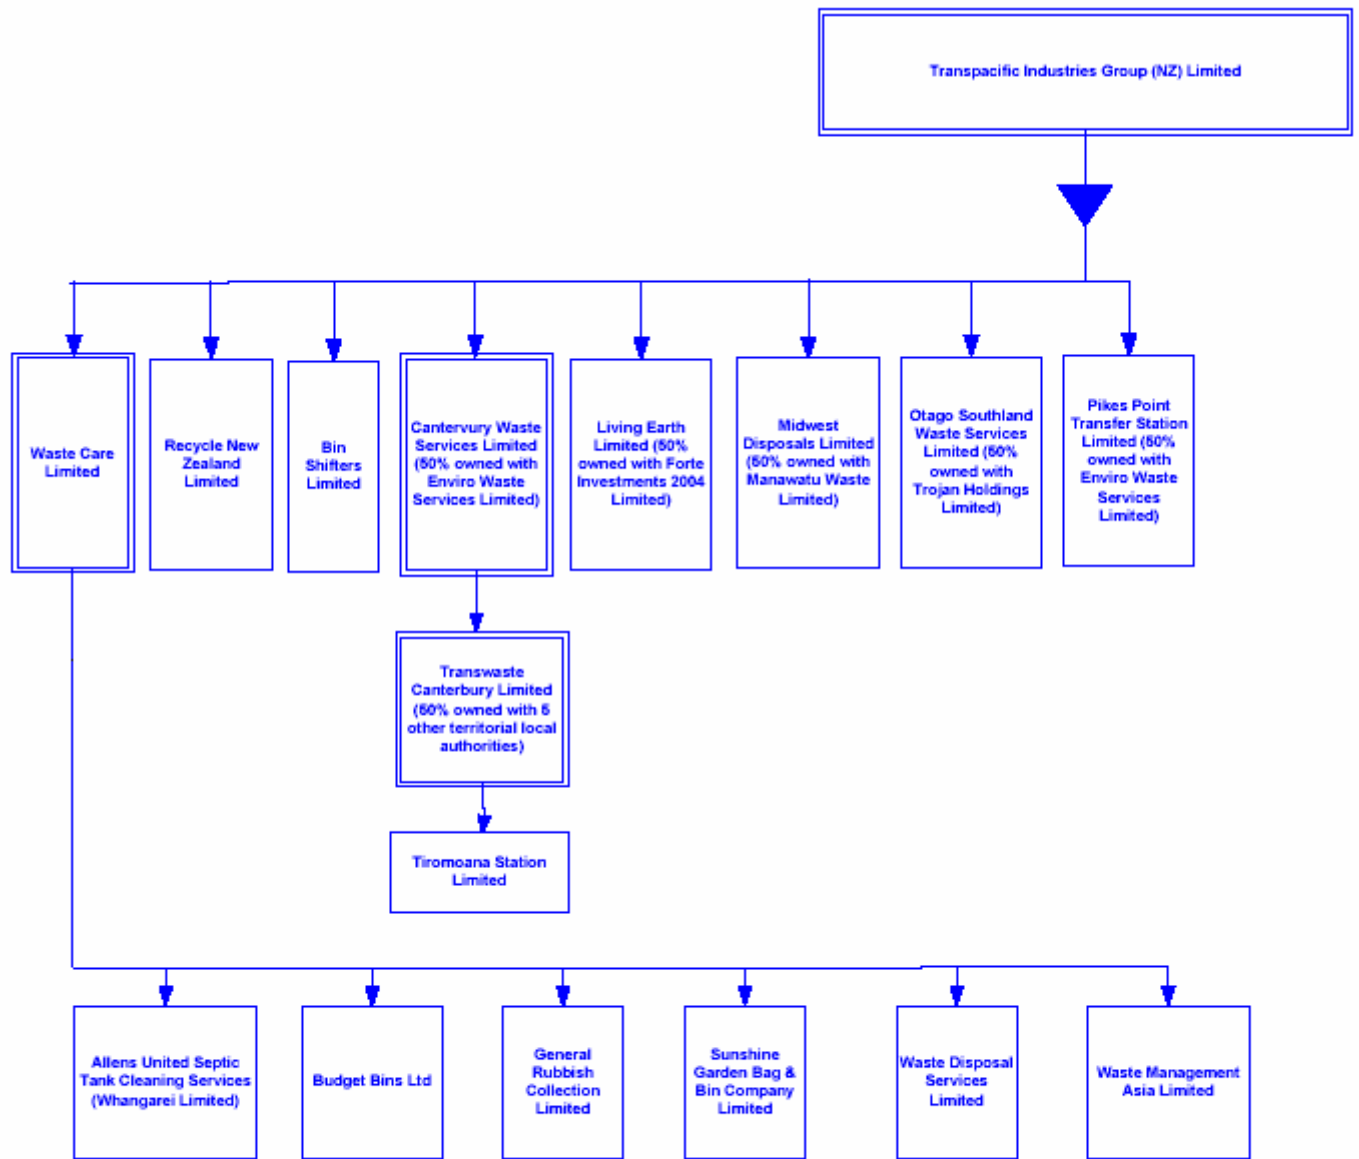 Transpacific Industries Group (NZ) Limited
Waste Care
Limited
Recycle New
Zealand
Limited
Bin
Shifters
Limited
Cantervury Waste
Services Limited
(50% owned with
Enviro Waste
Services Limited)
Living Earth
Limited (50%
owned with Forte
Investments 2004
Limited)
Midwest
Disposals Limited
(50% owned with
Manawatu Waste
Limited)
Otago Southland
Waste Services
Limited (50%
owned with
Trojan Holdings
Limited)
Pikes Point
Transfer Station
Limited (50%
owned with
Enviro Waste
Services
Limited)
Transwaste
Canterbury Limited
(50% owned with 5
other territorial local
authorities)
Tiromoana Station
Limited
Allens United Septic
Tank Cleaning Services
(Whangarei Limited)
Budget Bins Ltd
General
Rubbish
Collection
Limited
Sunshine
Garden Bag &
Bin Company
Limited
Waste Disposal
Services
Limited
Waste Management
Asia Limited